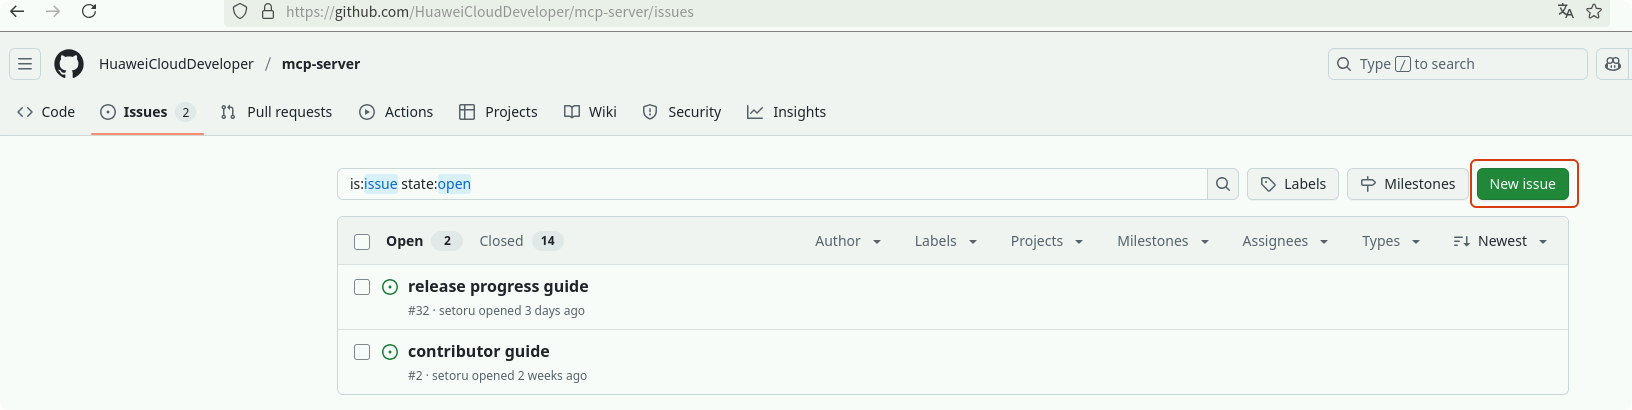 https://github.com/HuaweiCloudDeveloper/mcp-server/issues
HuaweiCloudDeveloper / mcp-server
Type / to search
Code
Issues 2
Pull requests
Actions
Projects
Wiki
Security
Insights
is:issue state:open
Labels
Milestones
New issue
Open 2
Closed 14
Author
Labels
Projects
Milestones
Assignees
Types
Newest
release progress guide
#32 · setoru opened 3 days ago
contributor guide
#2 · setoru opened 2 weeks ago